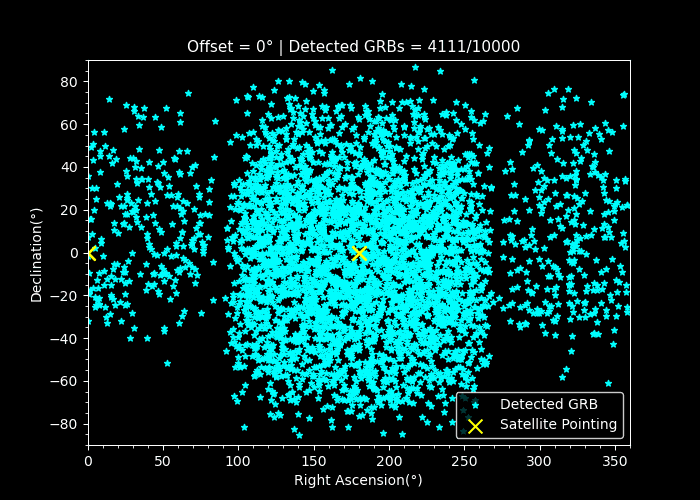 Offset = 0° | Detected GRBs = 4111/10000
Declination(°)
80
60
40
20
0
−20
−40
−60
−80
Detected GRB
Satellite Pointing
0 50 100 150 200 250 300 350
Right Ascension(°)